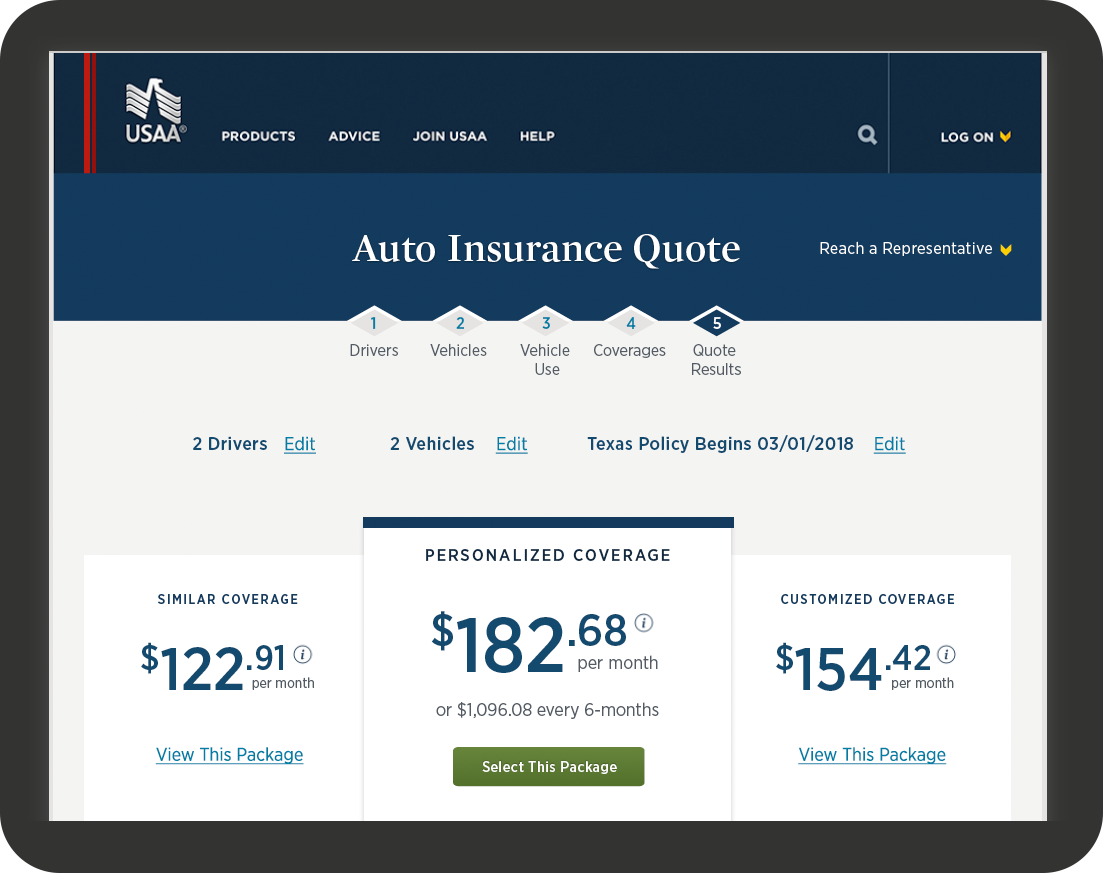 USAA®
PRODUCTS
ADVICE
JOIN USAA
HELP
LOG ON
Auto Insurance Quote
Reach a Representative
1
2
3
4
5
Drivers
Vehicles
Vehicle
Use
Coverages
Quote
Results
2 Drivers Edit
2 Vehicles Edit
Texas Policy Begins 03/01/2018 Edit
SIMILAR COVERAGE
$122.91 i
per month
View This Package
PERSONALIZED COVERAGE
$182.68 i
per month
or $1,096.08 every 6-months
Select This Package
CUSTOMIZED COVERAGE
$154.42 i
per month
View This Package